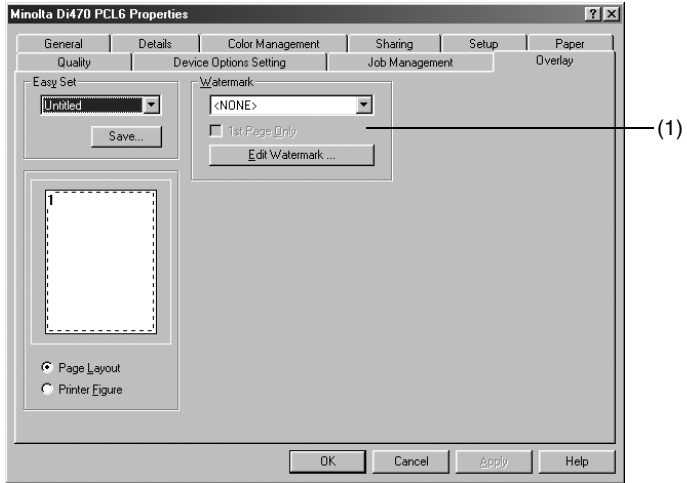 Minolta Di470 PCL6 Properties
General Details Color Management Sharing Setup Paper
Quality Device Options Setting Job Management Overlay
Easy Set
Untitled
Save...
Watermark
<NONE>
1st Page Only
Edit Watermark ...
(1)
1
Page Layout
Printer Figure
OK Cancel Apply Help